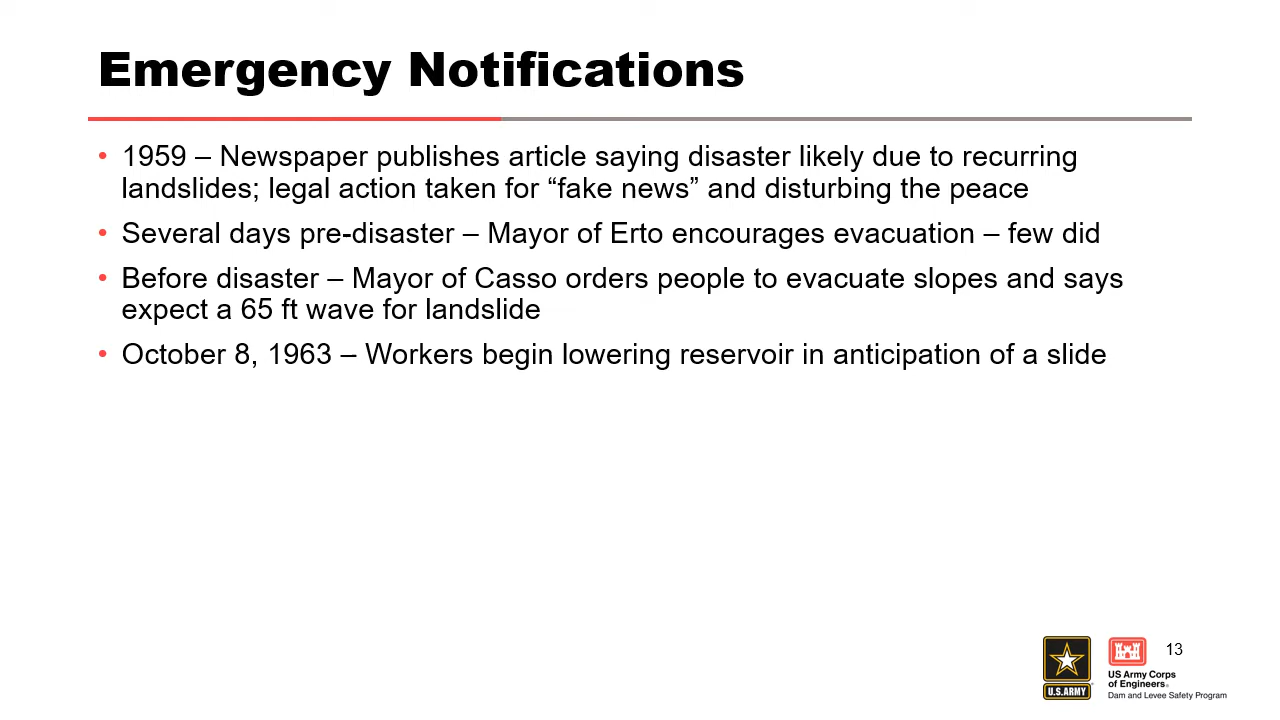 Emergency Notifications
• 1959 – Newspaper publishes article saying disaster likely due to recurring
landslides; legal action taken for “fake news” and disturbing the peace
• Several days pre-disaster – Mayor of Erto encourages evacuation – few did
• Before disaster – Mayor of Casso orders people to evacuate slopes and says
expect a 65 ft wave for landslide
• October 8, 1963 – Workers begin lowering reservoir in anticipation of a slide
13
U.S.ARMY
US Army Corps
of Engineers®
Dam and Levee Safety Program